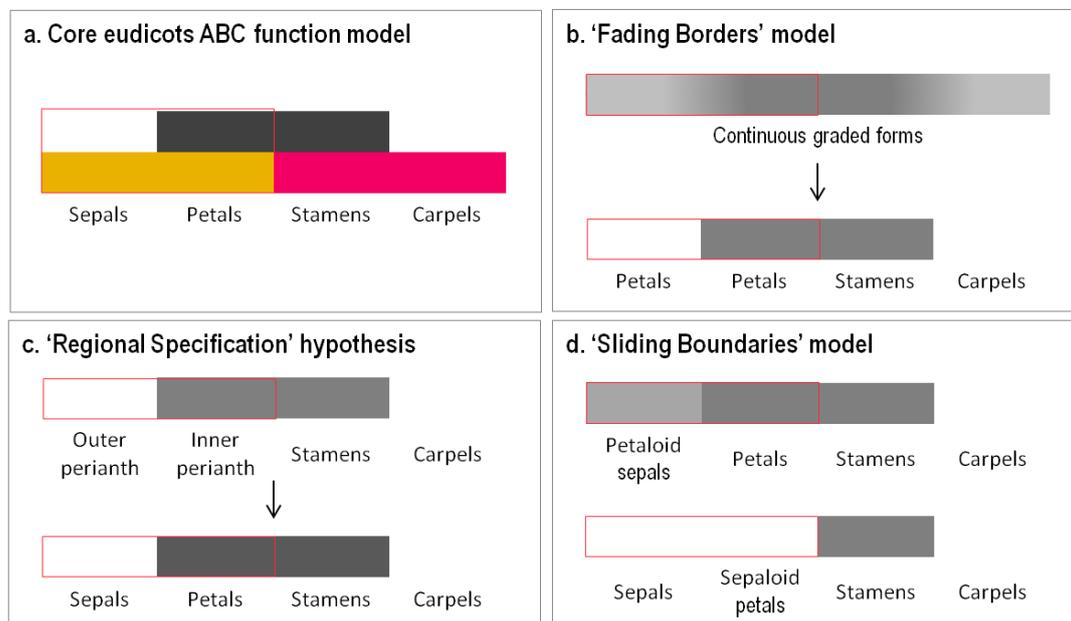 a. Core eudicots ABC function model
Sepals Petals Stamens Carpels
b. ‘Fading Borders’ model
Continuous graded forms
Petals Petals Stamens Carpels
c. ‘Regional Specification’ hypothesis
Outer perianth Inner perianth Stamens Carpels
Sepals Petals Stamens Carpels
d. ‘Sliding Boundaries’ model
Petaloid sepals Petals Stamens Carpels
Sepals Sepaloid petals Stamens Carpels